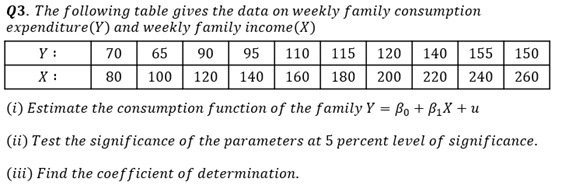 Q3. The following table gives the data on weekly family consumption
expenditure(Y) and weekly family income(X)
Y : 70 65 90 95 110 115 120 140 155 150
X : 80 100 120 140 160 180 200 220 240 260
(i) Estimate the consumption function of the family Y = β₀ + β₁X + u
(ii) Test the significance of the parameters at 5 percent level of significance.
(iii) Find the coefficient of determination.